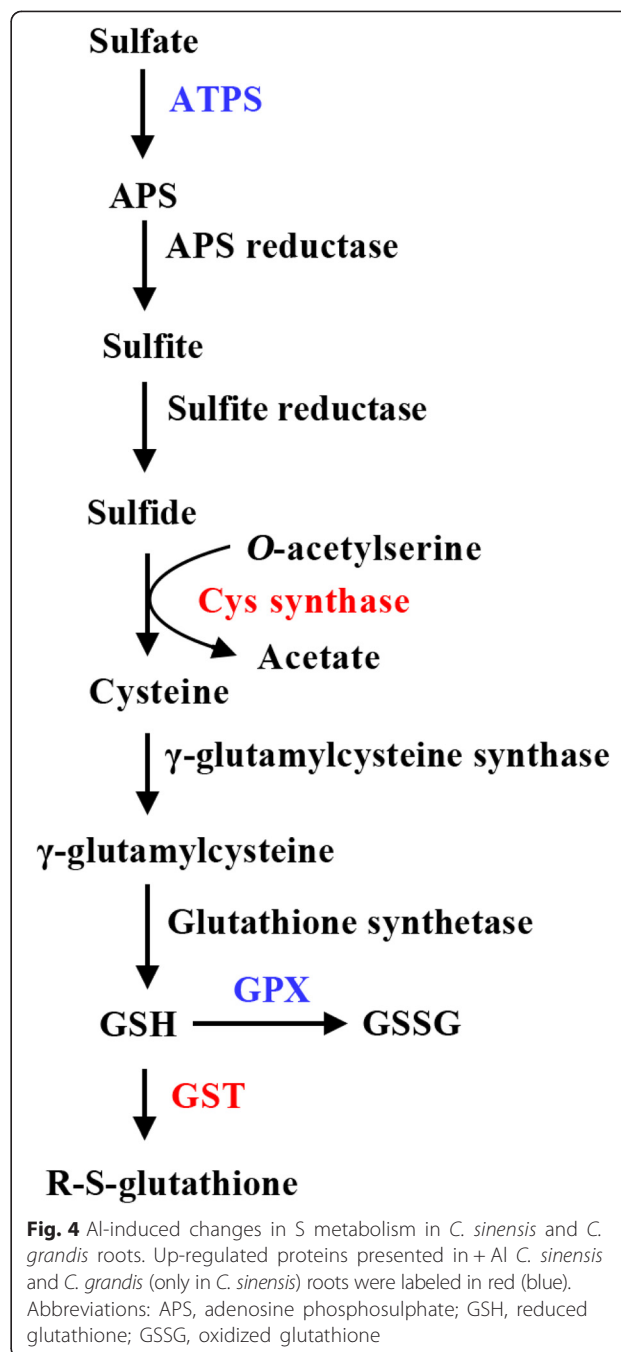 Sulfate
ATPS
APS
APS reductase
Sulfite
Sulfite reductase
Sulfide
O-acetylserine
Cys synthase
Acetate
Cysteine
γ-glutamylcysteine synthase
γ-glutamylcysteine
Glutathione synthetase
GPX
GSH
GSSG
GST
R-S-glutathione
Fig. 4 Al-induced changes in S metabolism in C. sinensis and C.
grandis roots. Up-regulated proteins presented in + Al C. sinensis
and C. grandis (only in C. sinensis) roots were labeled in red (blue).
Abbreviations: APS, adenosine phosphosulphate; GSH, reduced
glutathione; GSSG, oxidized glutathione